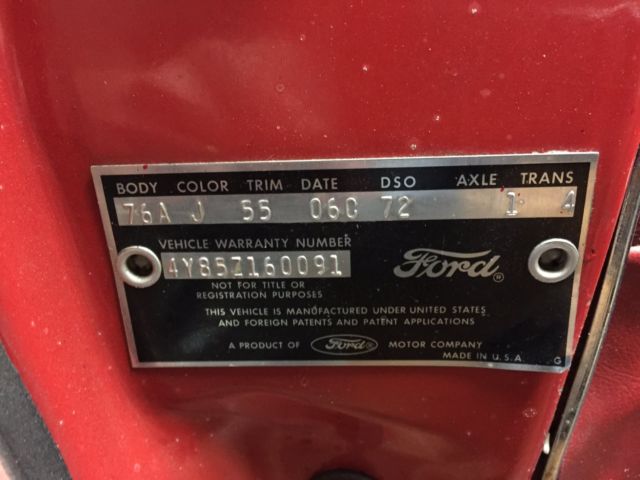 BODY COLOR TRIM DATE DSO AXLE TRANS
76A J 55 06C 72 1 4
VEHICLE WARRANTY NUMBER
4Y85Z160091
Ford®
NOT FOR TITLE OR
REGISTRATION PURPOSES
THIS VEHICLE IS MANUFACTURED UNDER UNITED STATES
AND FOREIGN PATENTS AND PATENT APPLICATIONS
A PRODUCT OF Ford® MOTOR COMPANY
MADE IN U.S.A G